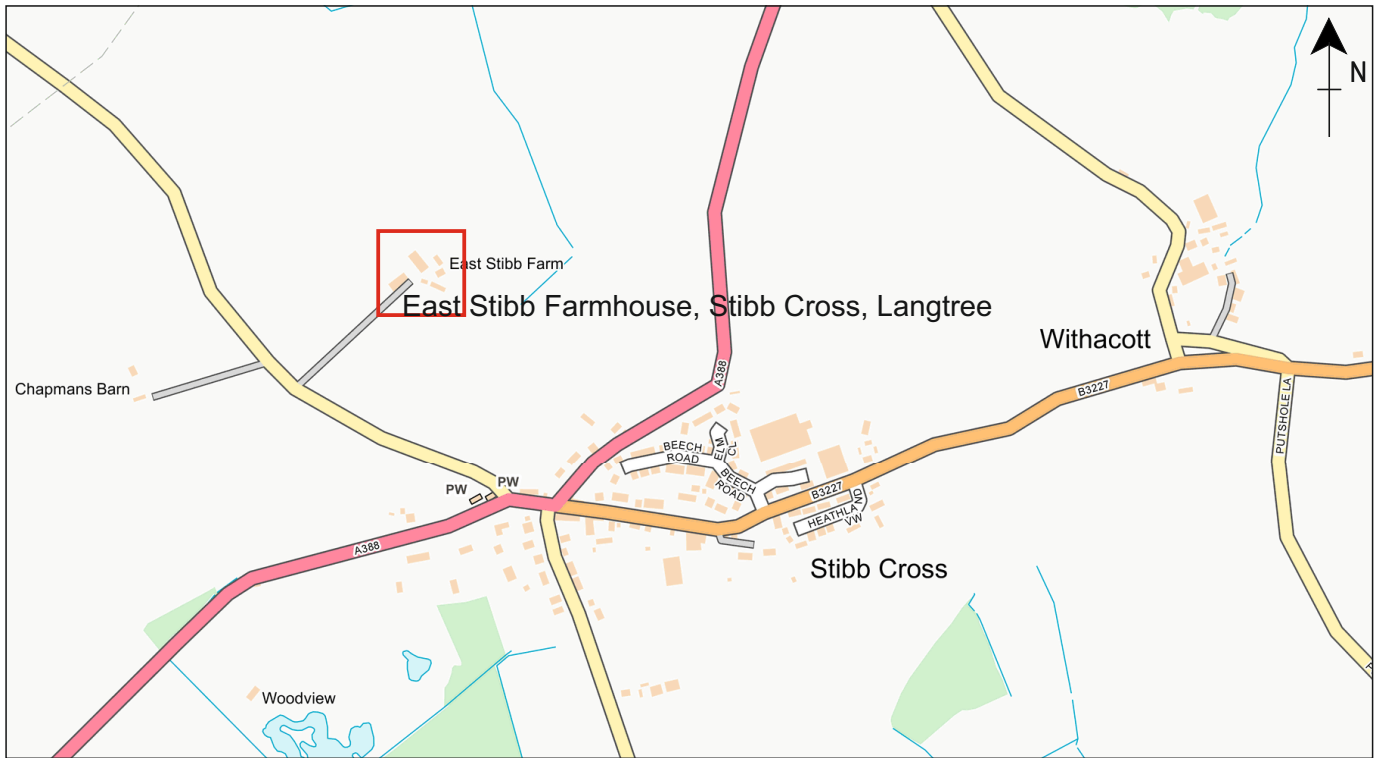 N
East Stibb Farm
East Stibb Farmhouse, Stibb Cross, Langtree
Withacott
A388
Chapmans Barn
B3227
PUTSHOLE LA
BEECH
ROAD
ELM
CL
BEECH
ROAD
PW
PW
B3227
HEATHLAND
VW
A388
Stibb Cross
Woodview